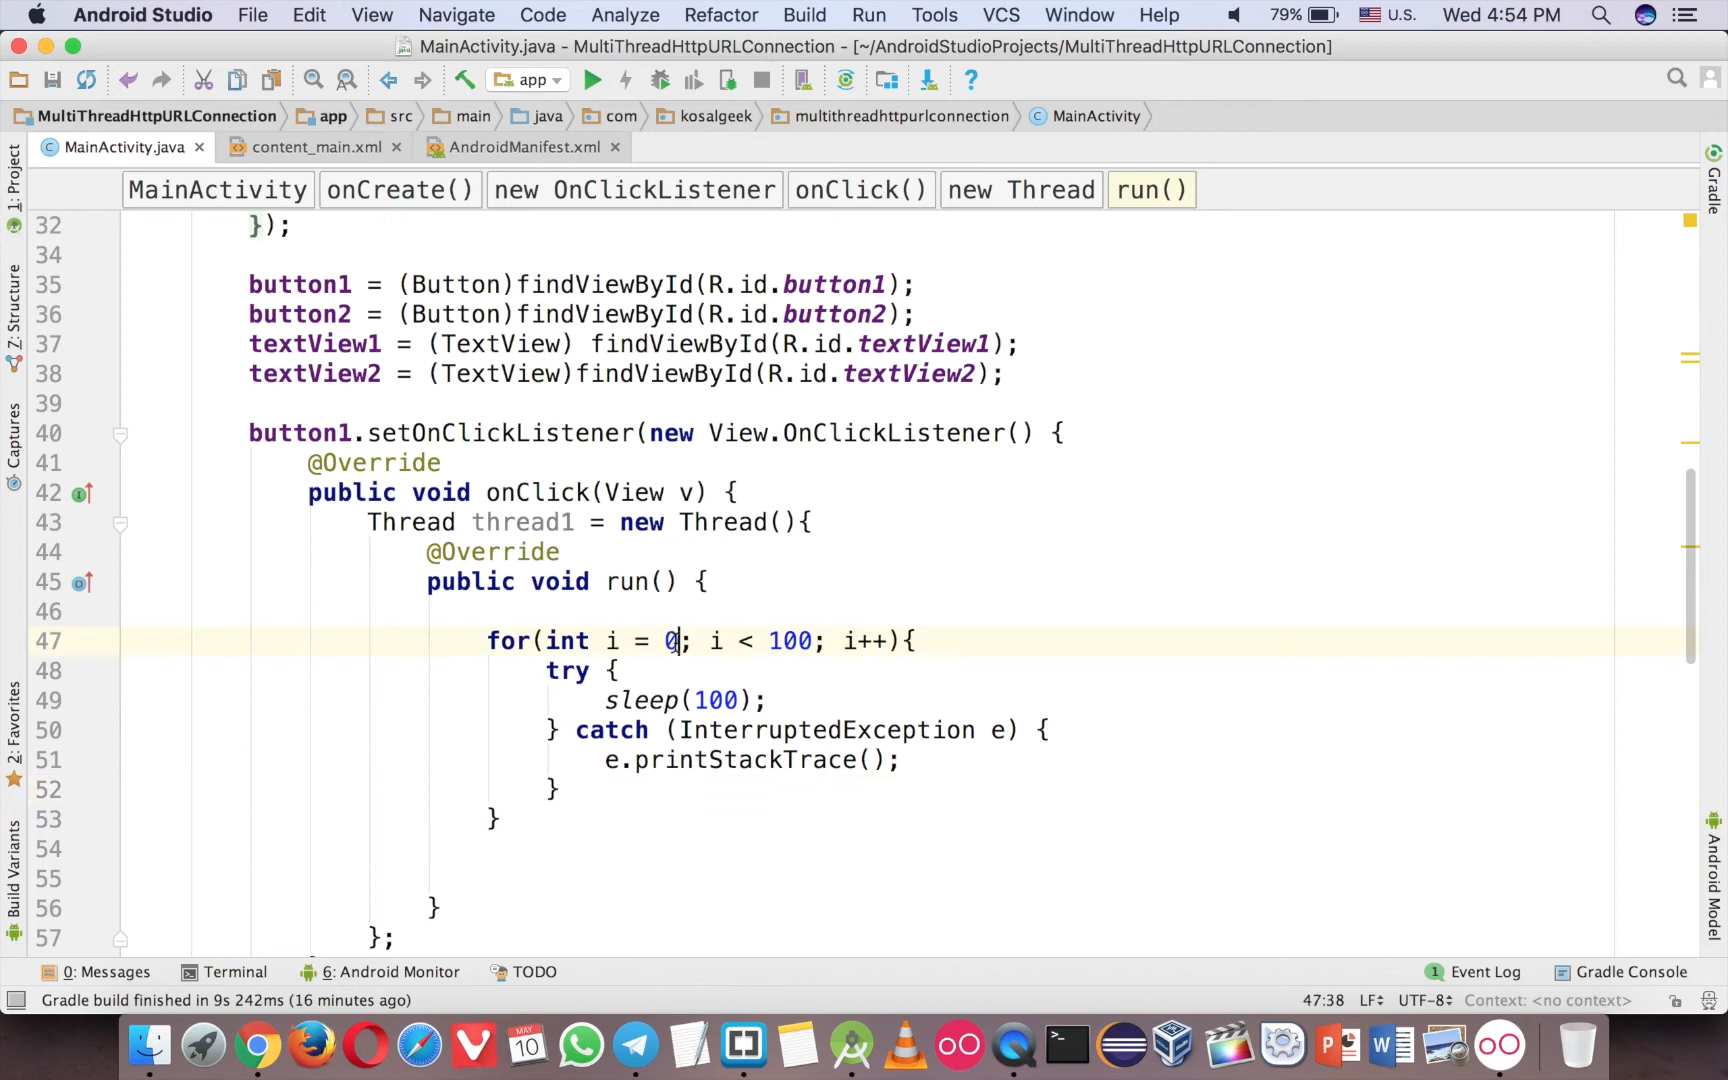 Android Studio File Edit View Navigate Code Analyze Refactor Build Run Tools VCS Window Help 79% U.S. Wed 4:54 PM
MainActivity.java - MultiThreadHttpURLConnection - [~/AndroidStudioProjects/MultiThreadHttpURLConnection]
app
MultiThreadHttpURLConnection app src main java com kosalgeek multithreadhttpurlconnection MainActivity
MainActivity.java content_main.xml AndroidManifest.xml
MainActivity onCreate() new OnClickListener onClick() new Thread run()
1: Project
7: Structure
Captures
2: Favorites
Build Variants
Gradle
Android Model
32 });
34
35 button1 = (Button)findViewById(R.id.button1);
36 button2 = (Button)findViewById(R.id.button2);
37 textView1 = (TextView) findViewById(R.id.textView1);
38 textView2 = (TextView)findViewById(R.id.textView2);
39
40 button1.setOnClickListener(new View.OnClickListener() {
41 @Override
42 public void onClick(View v) {
43 Thread thread1 = new Thread(){
44 @Override
45 public void run() {
46
47 for(int i = 0; i < 100; i++){
48 try {
49 sleep(100);
50 } catch (InterruptedException e) {
51 e.printStackTrace();
52 }
53 }
54
55
56 }
57 };
0: Messages Terminal 6: Android Monitor TODO 1 Event Log Gradle Console
Gradle build finished in 9s 242ms (16 minutes ago) 47:38 LF UTF-8 Context: <no context>
MAY
10